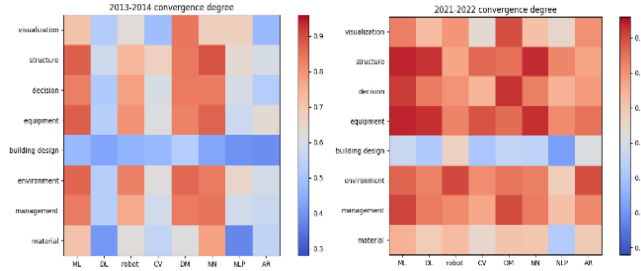 2013-2014 convergence degree
visualization
structure
decision
equipment
building design
environment
management
material
ML DL robot CV DM NN NLP AR
0.9
0.8
0.7
0.6
0.5
0.4
0.3
2021-2022 convergence degree
visualization
structure
decision
equipment
building design
environment
management
material
ML DL robot CV DM NN NLP AR